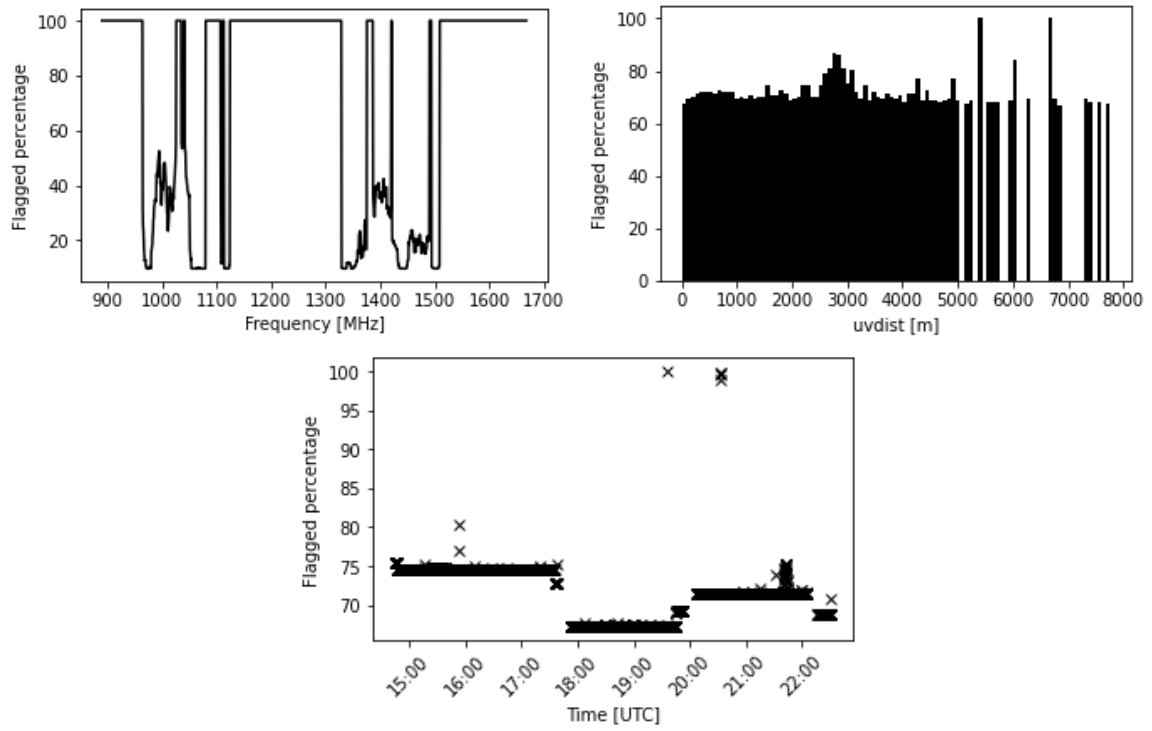 Flagged percentage
100
80
60
40
20
900 1000 1100 1200 1300 1400 1500 1600 1700
Frequency [MHz]
Flagged percentage
100
80
60
40
20
0
0 1000 2000 3000 4000 5000 6000 7000 8000
uvdist [m]
Flagged percentage
100
95
90
85
80
75
70
15:00 16:00 17:00 18:00 19:00 20:00 21:00 22:00
Time [UTC]